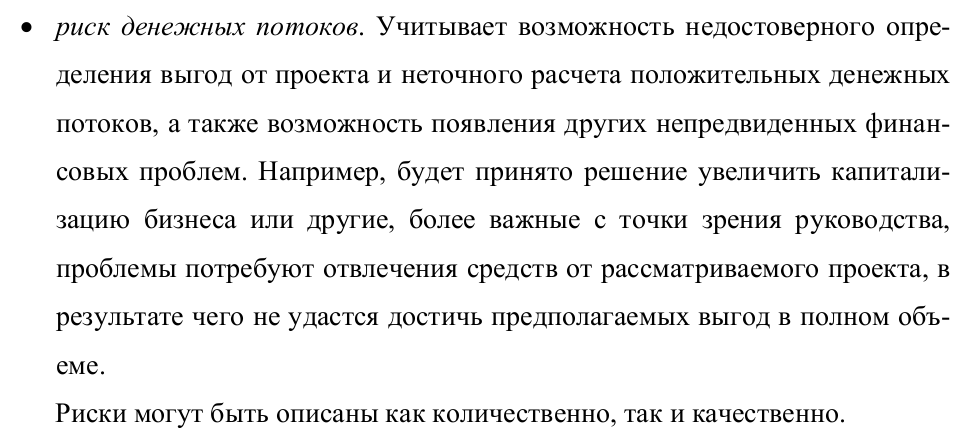 • риск денежных потоков. Учитывает возможность недостоверного опре-
деления выгод от проекта и неточного расчета положительных денежных
потоков, а также возможность появления других непредвиденных финан-
совых проблем. Например, будет принято решение увеличить капитали-
зацию бизнеса или другие, более важные с точки зрения руководства,
проблемы потребуют отвлечения средств от рассматриваемого проекта, в
результате чего не удастся достичь предполагаемых выгод в полном объ-
еме.
Риски могут быть описаны как количественно, так и качественно.